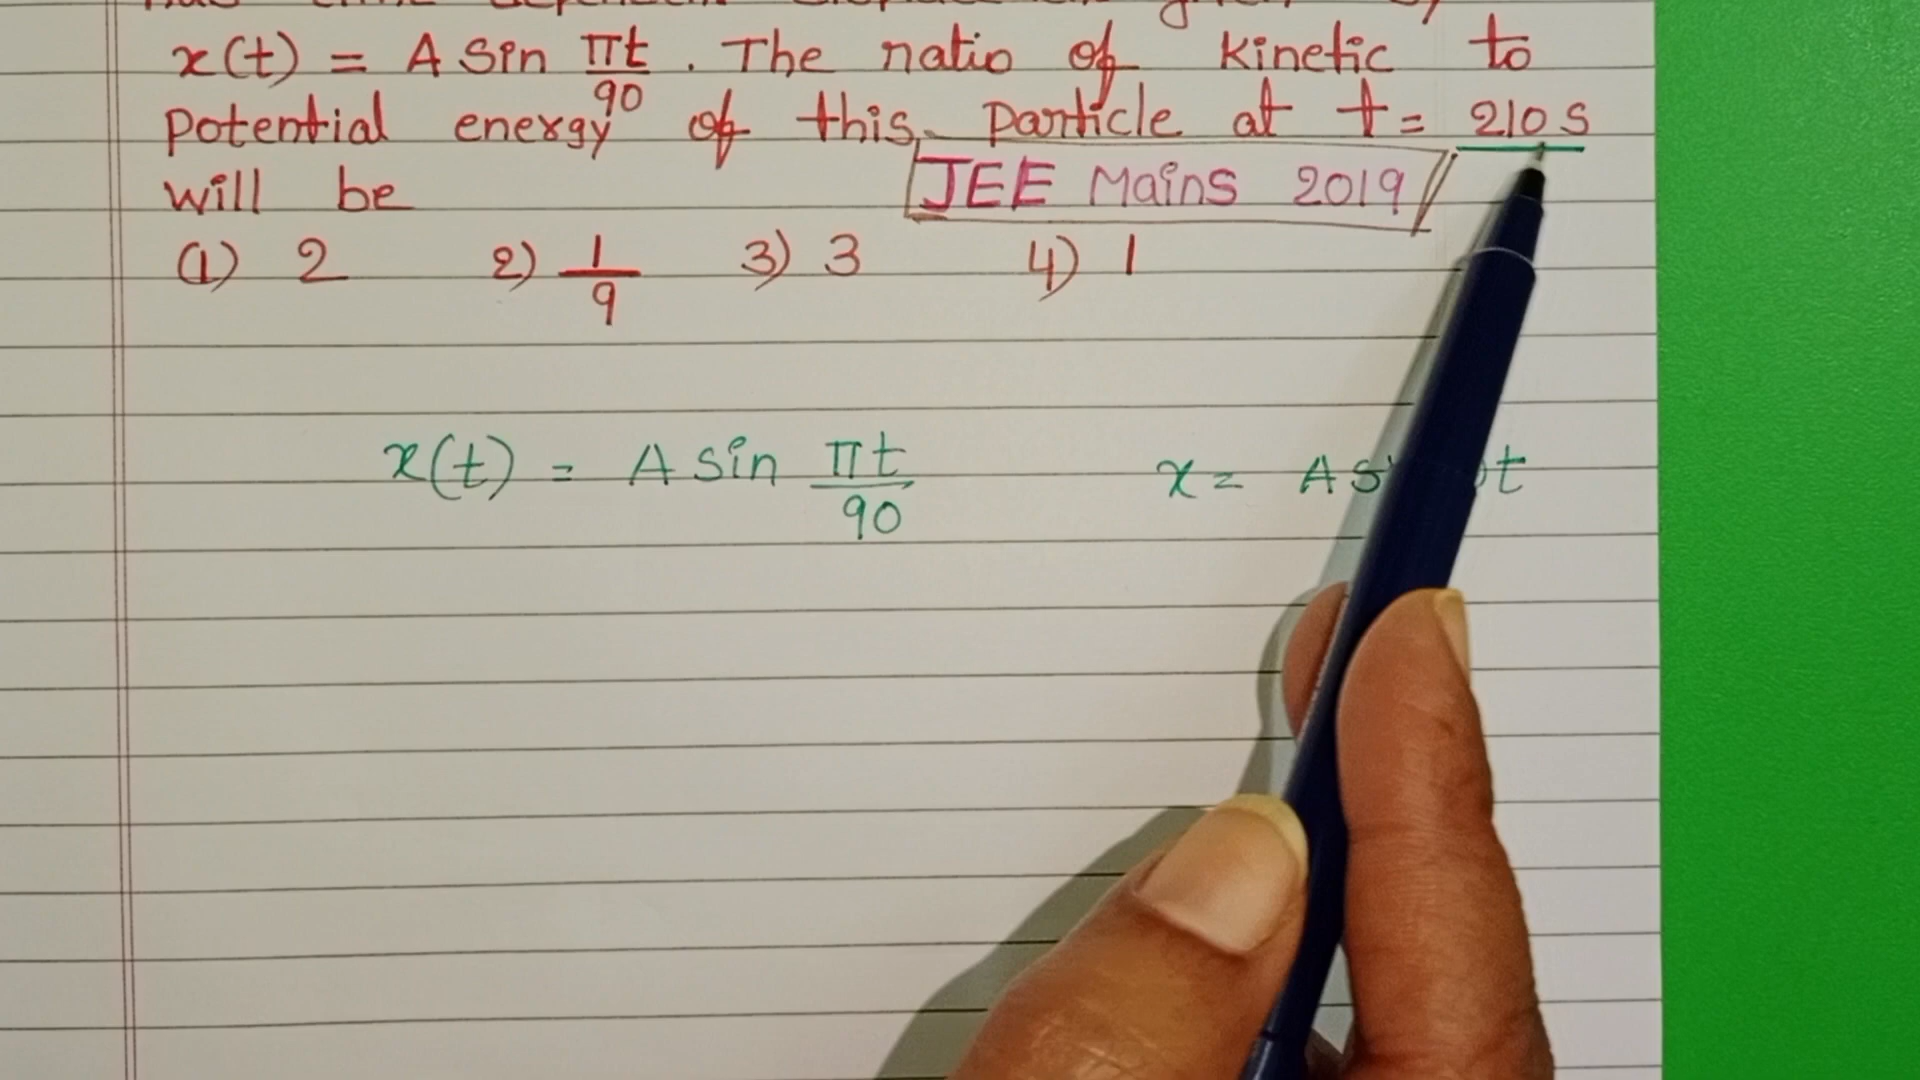 x(t) = A Sin πt/90 . The ratio of kinetic to
Potential energy of this particle at t = 210 S
will be
JEE Mains 2019
(1) 2 2) 1/9 3) 3 4) 1
x(t) = A sin πt/90 x = A t